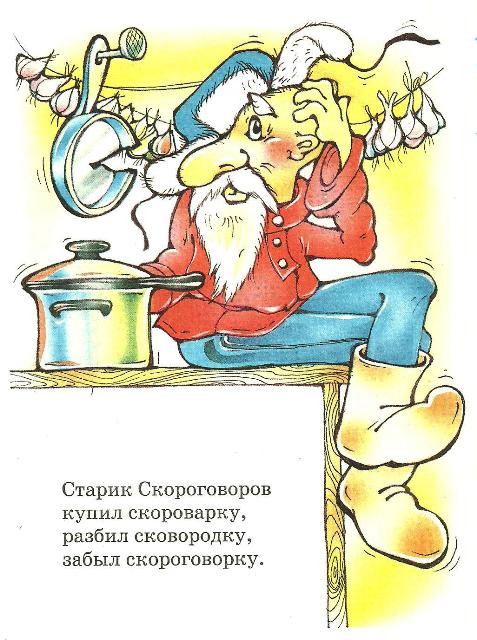 Старик Скороговоров
купил скороварку,
разбил сковородку,
забыл скороговорку.